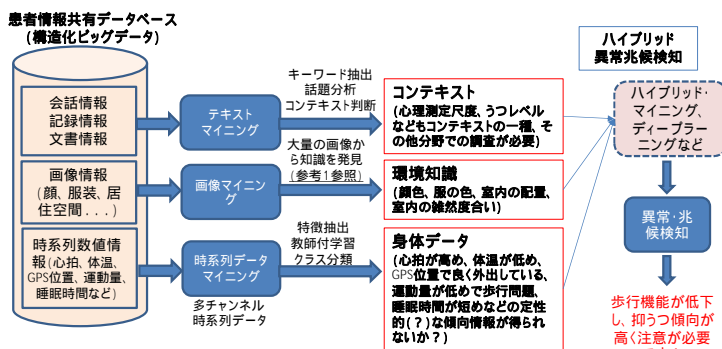 患者情報共有データベース
(構造化ビッグデータ)
会話情報
記録情報
文書情報
画像情報
(顔、服装、居
住空間...)
時系列数値情
報(心拍、体温、
GPS位置、運動量、
睡眠時間など)
テキスト
マイニング
画像マイニン
グ
時系列データ
マイニング
多チャンネル
時系列データ
キーワード抽出
話題分析
コンテキスト判断
大量の画像か
ら知識を発見
(参考1参照)
特徴抽出
教師付学習
クラス分類
コンテキスト
(心理測定尺度、うつレベル
などもコンテキストの一種、そ
の他分野での調査が必要)
環境知識
(顔色、服の色、室内の配置、
室内の雑然度合い)
身体データ
(心拍が高め、体温が低め、
GPS位置で良く外出している、
運動量が低めで歩行問題、
睡眠時間が短めなどの定性
的(?)な傾向情報が得られ
ないか?)
ハイブリッド
異常兆候検知
ハイブリッド・
マイニング、
ディープラー
ニングなど
異常・兆
候検知
歩行機能が低下
し、抑うつ傾向が
高く注意が必要